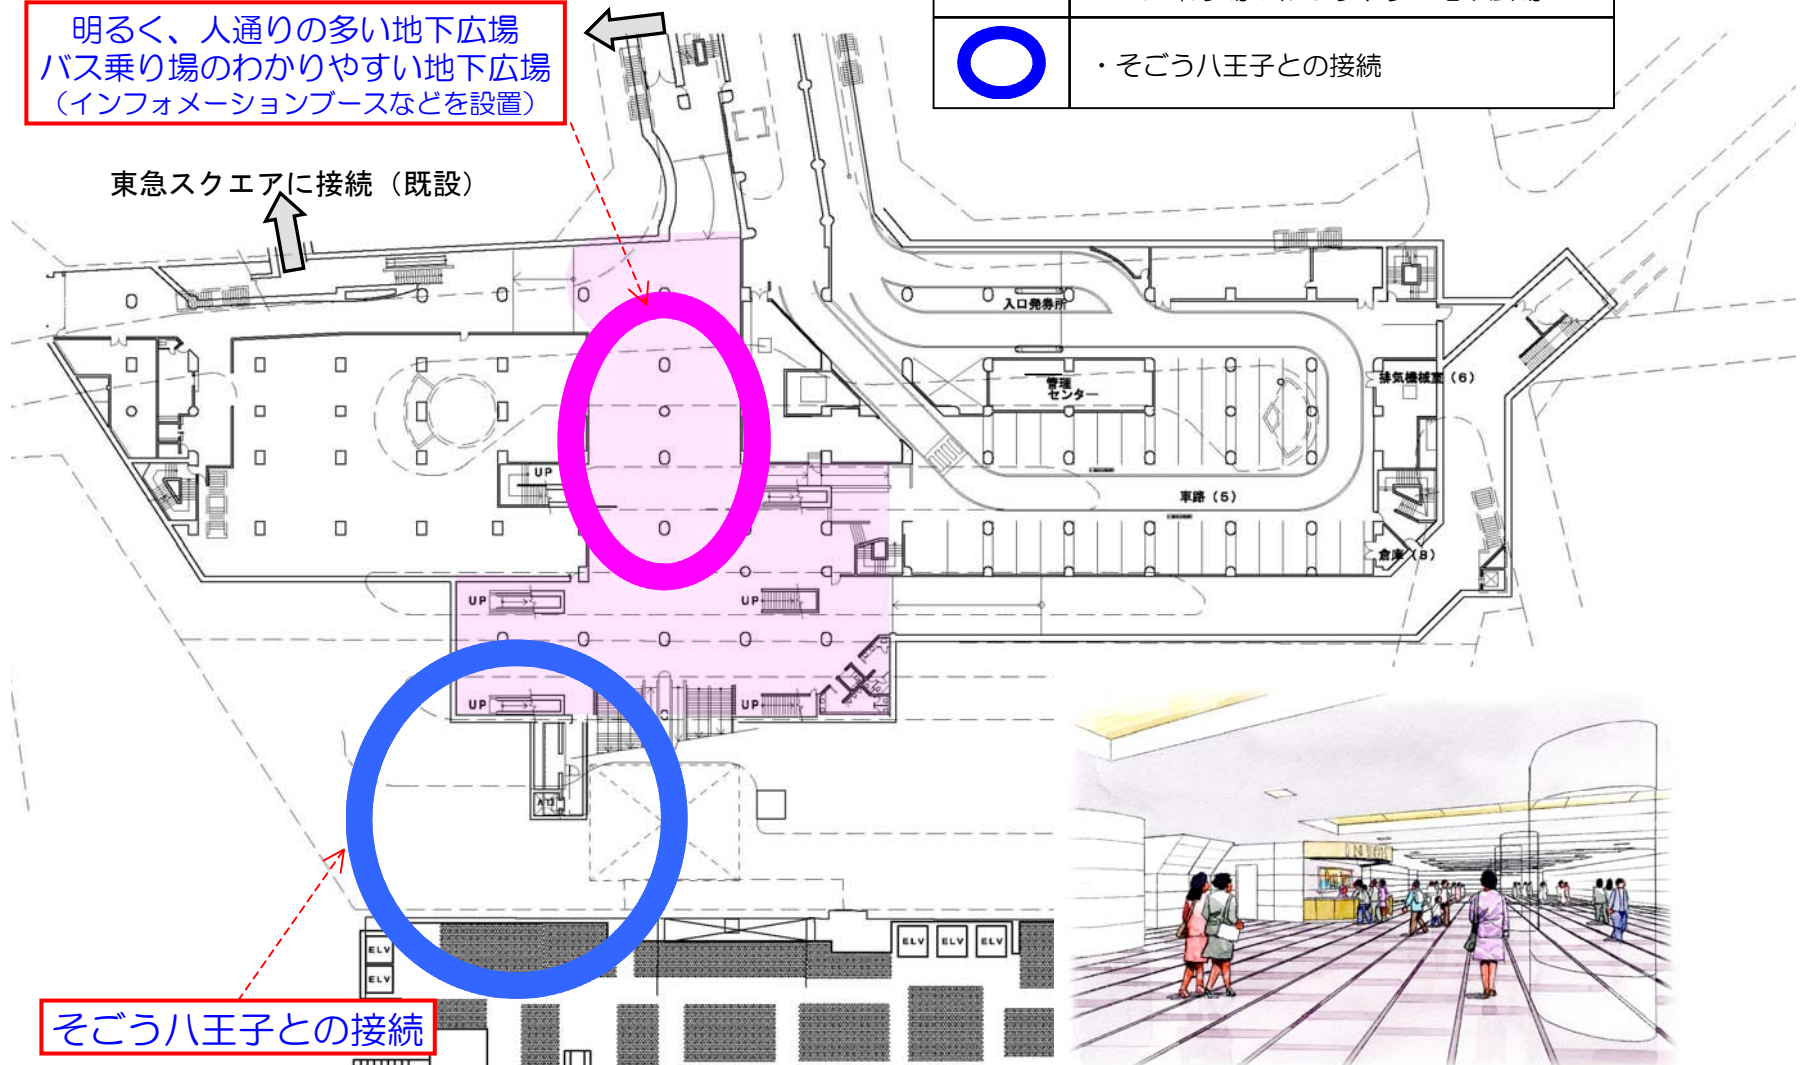 明るく、人通りの多い地下広場
バス乗り場のわかりやすい地下広場
（インフォメーションブースなどを設置）
・そごう八王子との接続
東急スクエアに接続（既設）
入口発券所
管理
センター
排気機械室（6）
UP
車路（5）
倉庫（8）
UP
UP
UP
UP
ELV
ELV
ELV
ELV
ELV
そごう八王子との接続